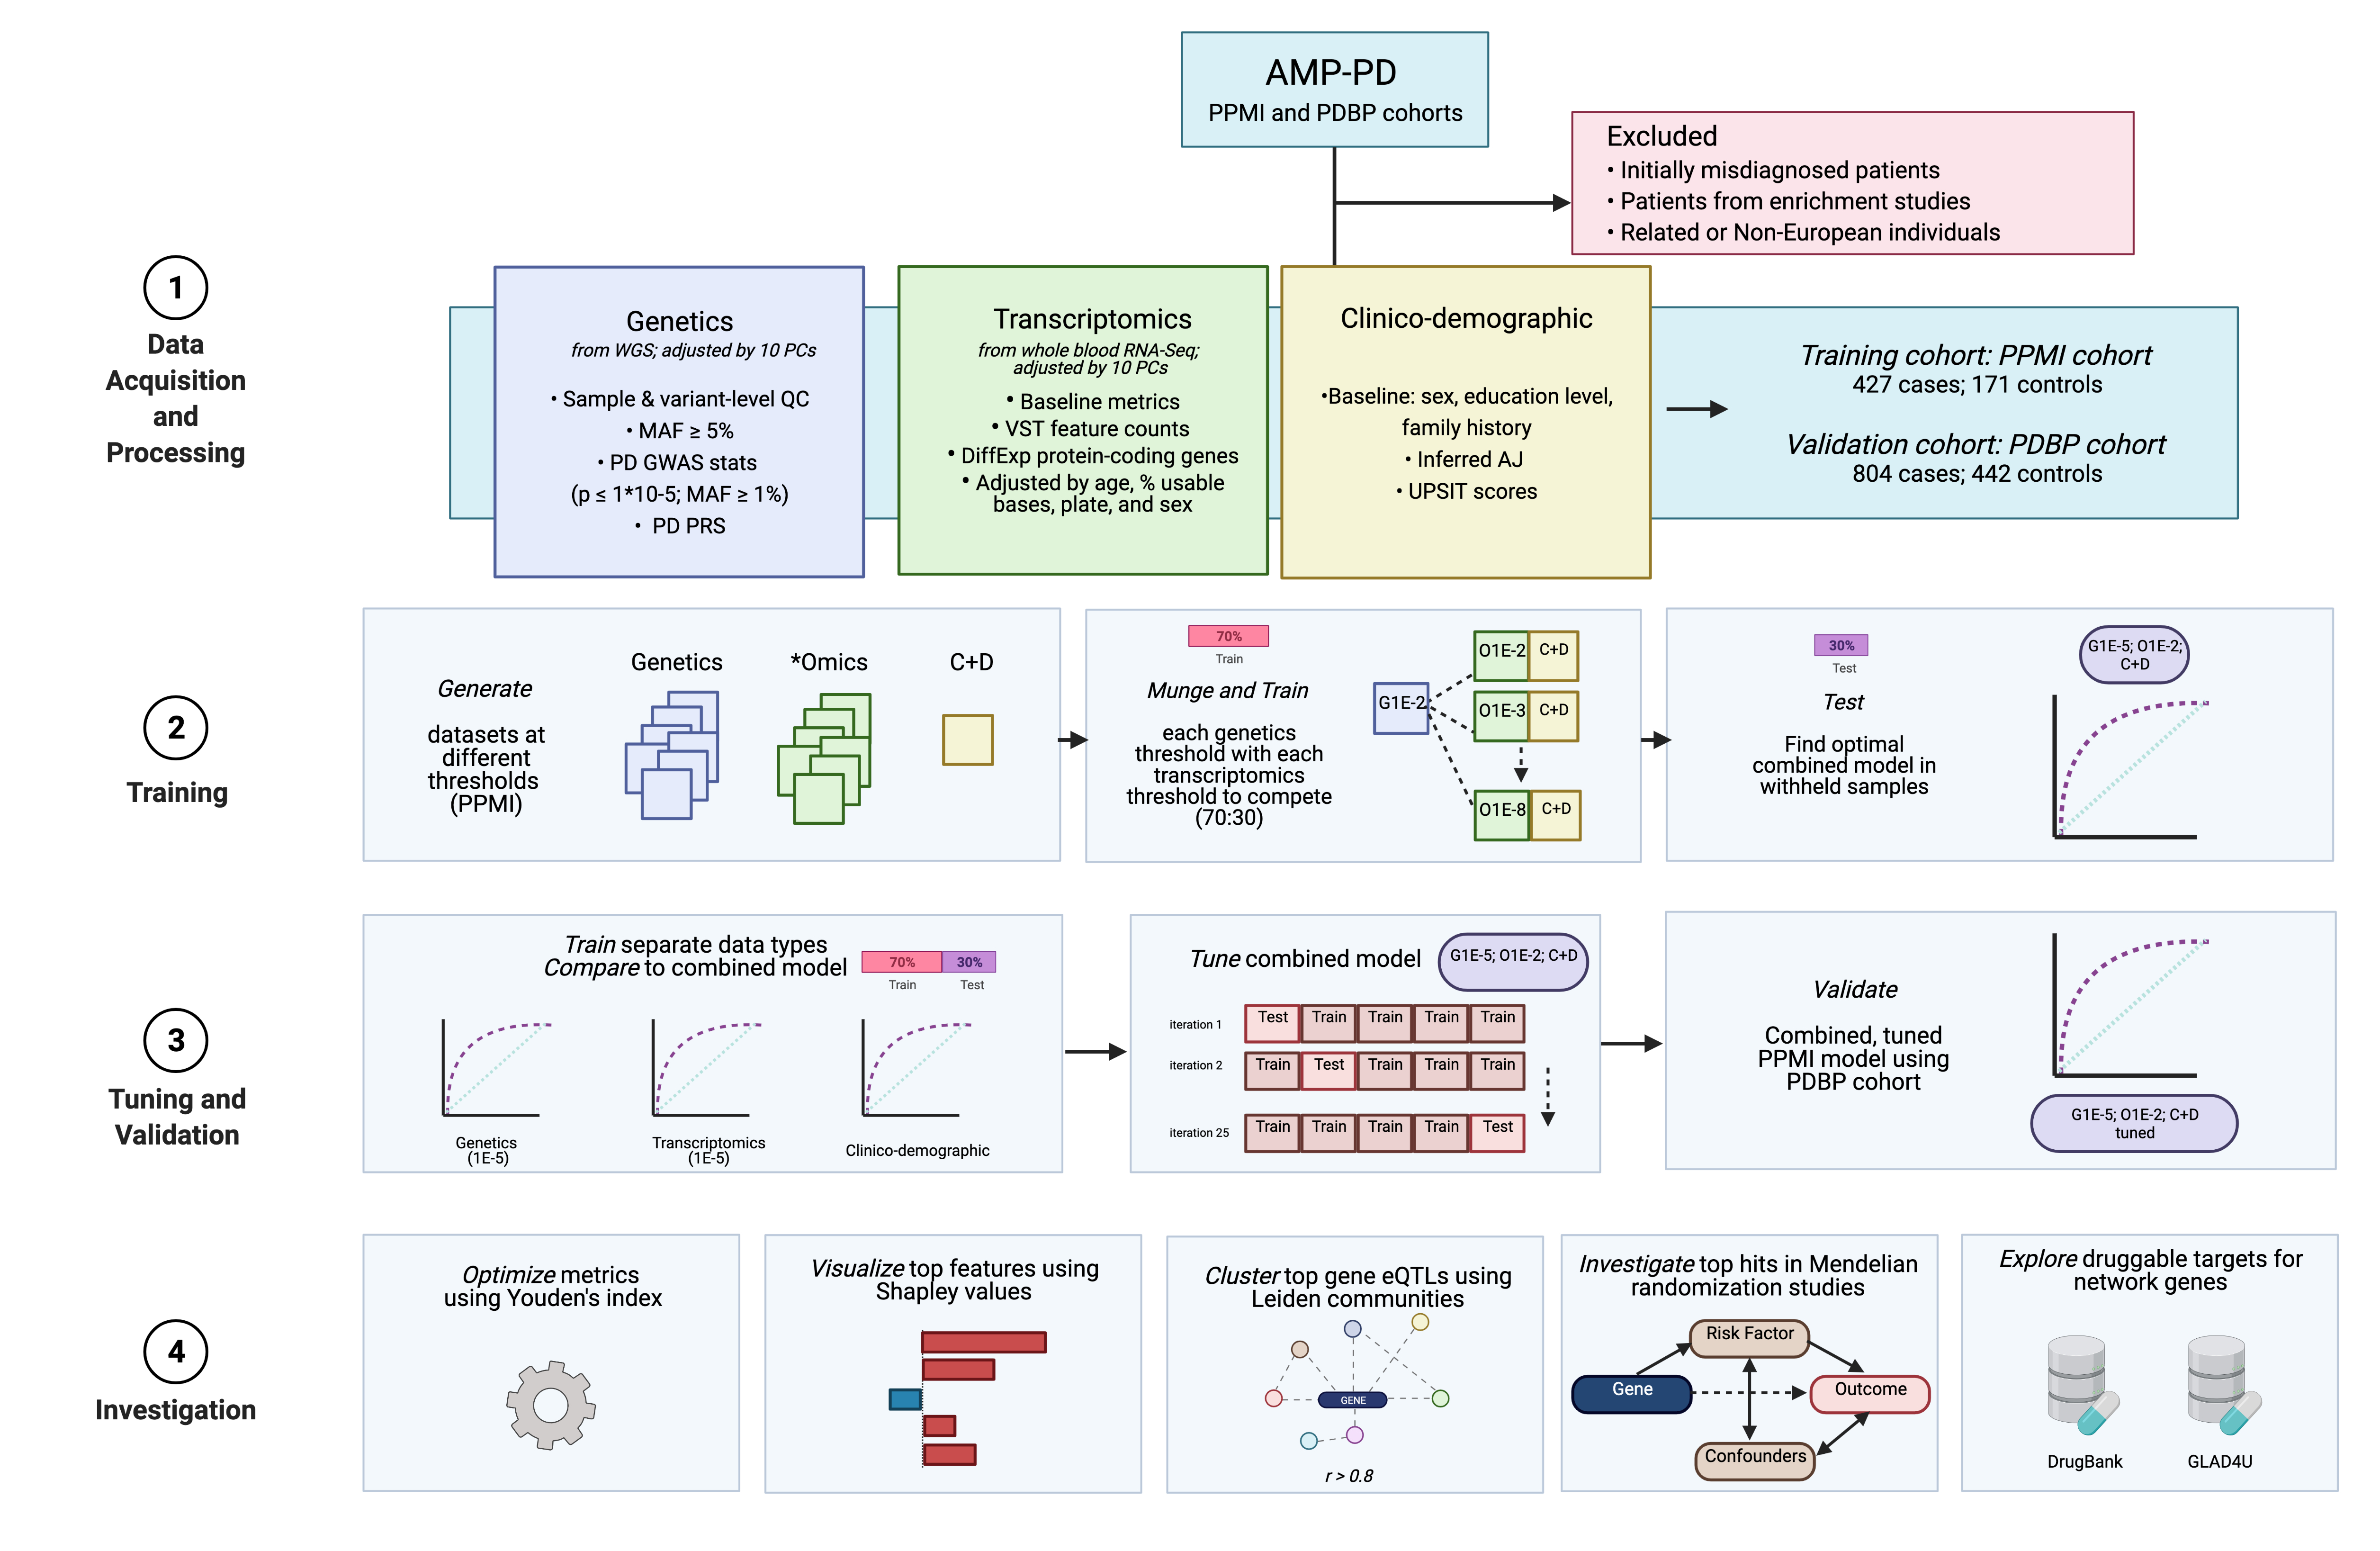 AMP-PD
PPMI and PDBP cohorts
Excluded
• Initially misdiagnosed patients
• Patients from enrichment studies
• Related or Non-European individuals
1
Data
Acquisition
and
Processing
Genetics
from WGS; adjusted by 10 PCs
• Sample & variant-level QC
• MAF ≥ 5%
• PD GWAS stats
(p ≤ 1*10-5; MAF ≥ 1%)
• PD PRS
Transcriptomics
from whole blood RNA-Seq;
adjusted by 10 PCs
• Baseline metrics
• VST feature counts
• DiffExp protein-coding genes
• Adjusted by age, % usable
bases, plate, and sex
Clinico-demographic
•Baseline: sex, education level,
family history
• Inferred AJ
• UPSIT scores
Training cohort: PPMI cohort
427 cases; 171 controls
Validation cohort: PDBP cohort
804 cases; 442 controls
2
Training
Generate
datasets at
different
thresholds
(PPMI)
Genetics
*Omics
C+D
70%
Train
Munge and Train
each genetics
threshold with each
transcriptomics
threshold to compete
(70:30)
G1E-2
O1E-2
C+D
O1E-3
C+D
O1E-8
C+D
30%
Test
Test
Find optimal
combined model in
withheld samples
G1E-5; O1E-2;
C+D
3
Tuning and
Validation
Train separate data types
Compare to combined model
70%
30%
Train
Test
Genetics
(1E-5)
Transcriptomics
(1E-5)
Clinico-demographic
Tune combined model
G1E-5; O1E-2; C+D
iteration 1
Test Train Train Train Train
iteration 2
Train Test Train Train Train
iteration 25
Train Train Train Train Test
Validate
Combined, tuned
PPMI model using
PDBP cohort
G1E-5; O1E-2; C+D
tuned
4
Investigation
Optimize metrics
using Youden's index
Visualize top features using
Shapley values
Cluster top gene eQTLs using
Leiden communities
GENE
r > 0.8
Investigate top hits in Mendelian
randomization studies
Risk Factor
Gene
Outcome
Confounders
Explore druggable targets for
network genes
DrugBank
GLAD4U